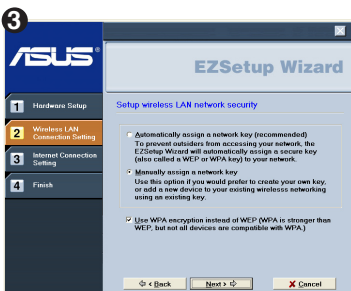 3
ASUS
EZSetup Wizard
1 Hardware Setup
2 Wireless LAN
Connection Setting
3 Internet Connection
Setting
4 Finish
Setup wireless LAN network security
Automatically assign a network key (recommended)
To prevent outsiders from accessing your network, the
EZSetup Wizard will automatically assign a secure key
(also called a WEP or WPA key) to your network.
Manually assign a network key
Use this option if you would prefer to create your own key,
or add a new device to your existing wirelesss networking
using an existing key.
Use WPA encryption instead of WEP (WPA is stronger than
WEP, but not all devices are compatible with WPA.)
< Back
Next >
Cancel